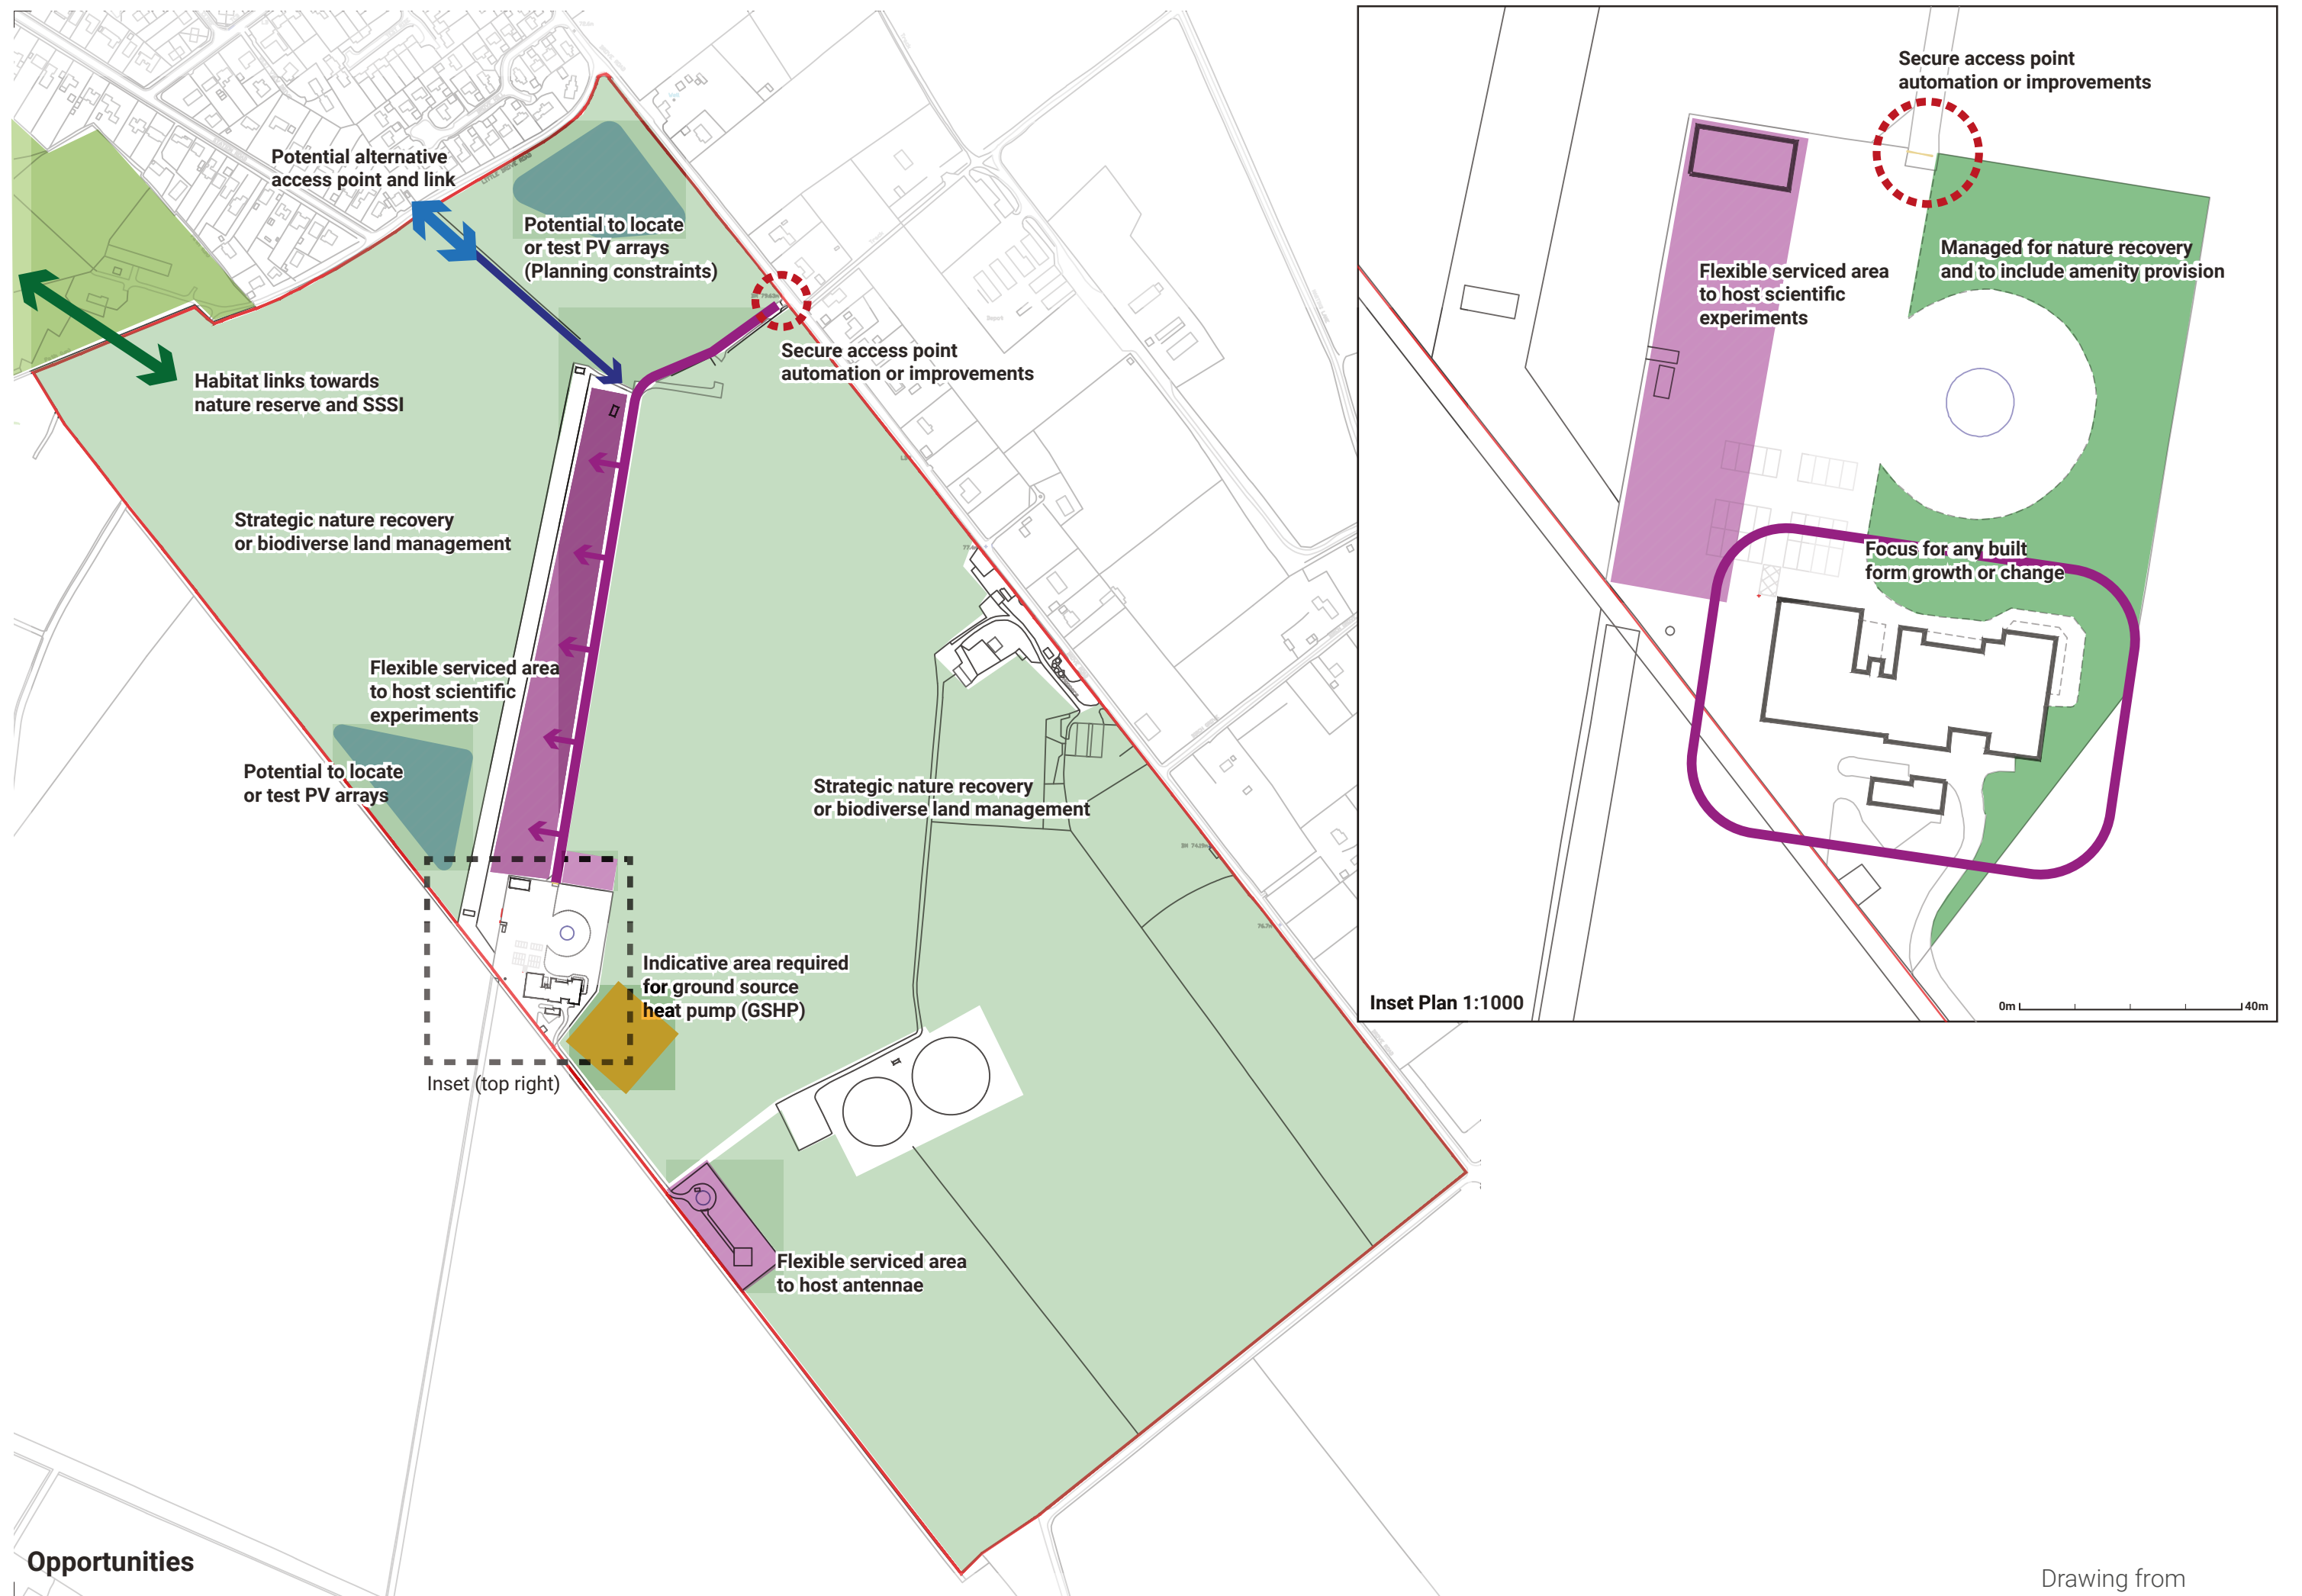 Potential alternative
access point and link
Potential to locate
or test PV arrays
(Planning constraints)
Secure access point
automation or improvements
Habitat links towards
nature reserve and SSSI
Strategic nature recovery
or biodiverse land management
Flexible serviced area
to host scientific
experiments
Potential to locate
or test PV arrays
Strategic nature recovery
or biodiverse land management
Indicative area required
for ground source
heat pump (GSHP)
Inset (top right)
Flexible serviced area
to host antennae
Secure access point
automation or improvements
Managed for nature recovery
and to include amenity provision
Flexible serviced area
to host scientific
experiments
Focus for any built
form growth or change
Inset Plan 1:1000
0m
40m
Opportunities
Drawing from